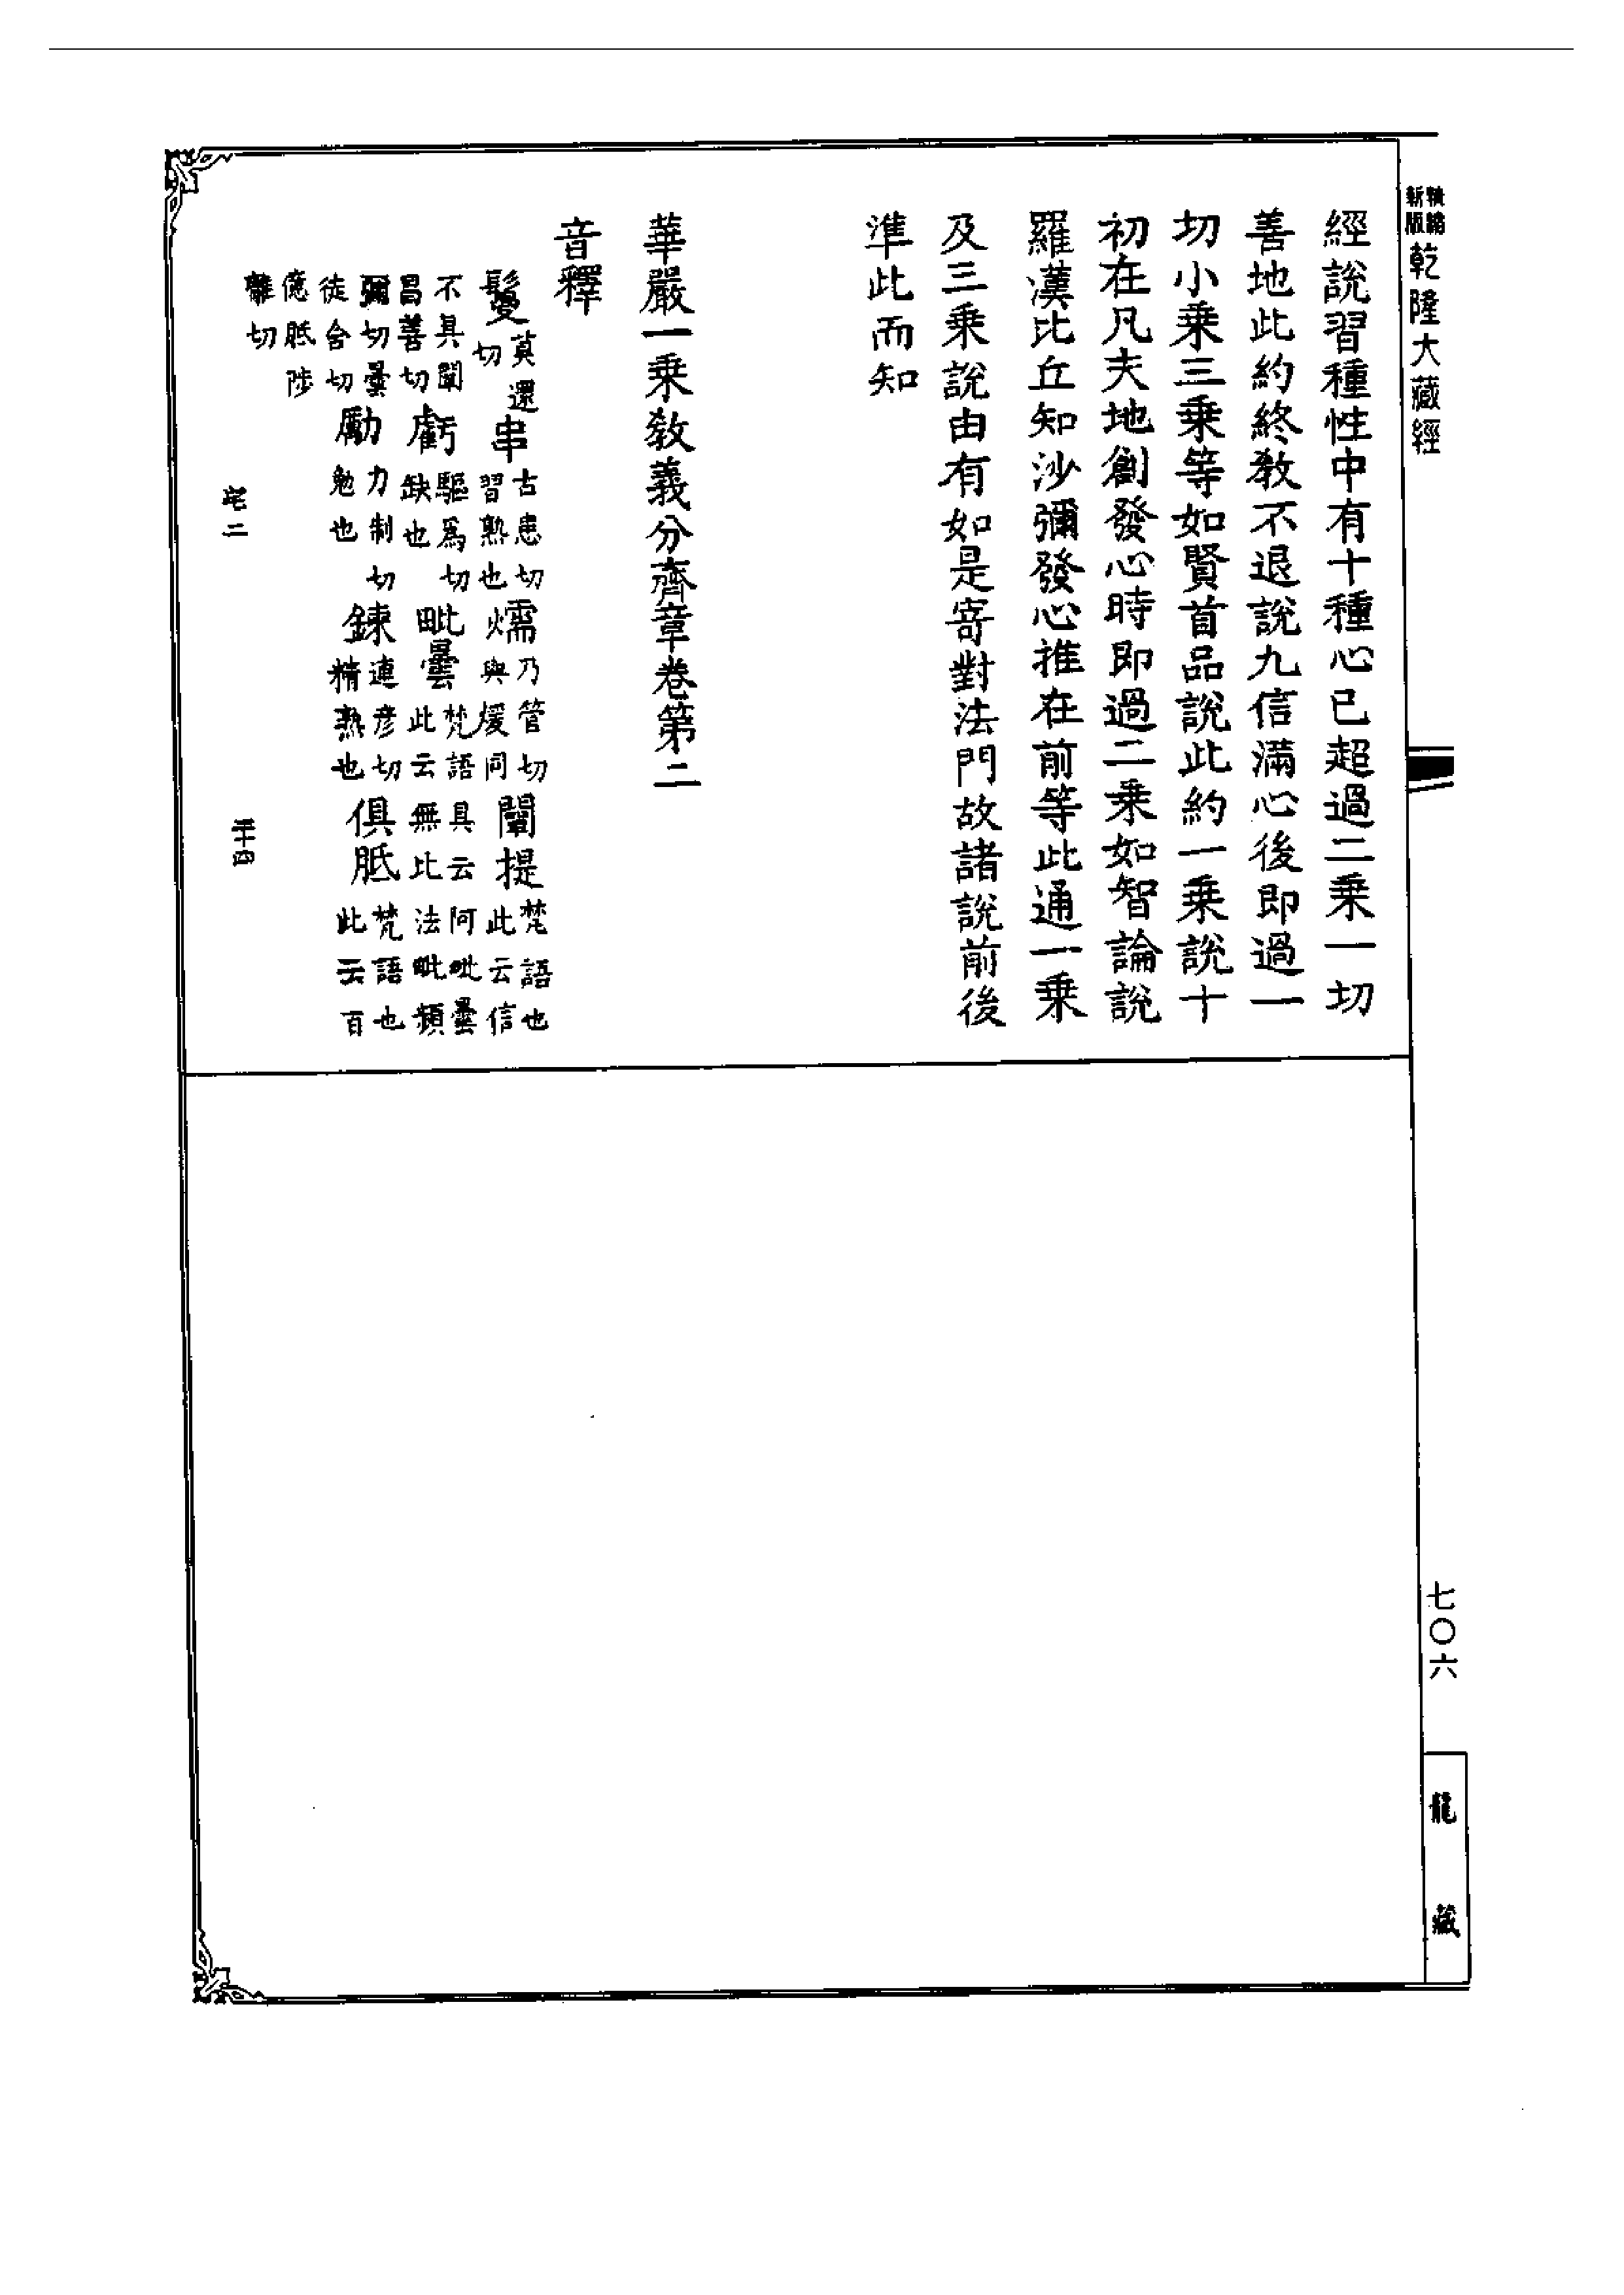 新版
乾隆大藏經
七〇六
龍藏
經說習種性中有十種心已超過二乘一切
善地此約終教不退說九信滿心後即過一
切小乘三乘等如賢首品說此約一乘說十
初在凡夫地創發心時即過二乘如智論說
羅漢比丘知沙彌發心推在前等此通一乘
及三乘說由有如是寄對法門故諸說前後
準此而知
華嚴一乘教義分齊章卷第二
音釋
鬘莫還切串古患切習熟也㬉乃管切與煖同闡提梵語也此云信
不具闡昌善切虧驅爲切缺也毗曇梵語具云阿毗曇此云無比法毗頻
彌切曇徒含切勵力制切勉也鍊連彥切精熟也俱胝梵語也此云百
億胝陟離切
二
三十四